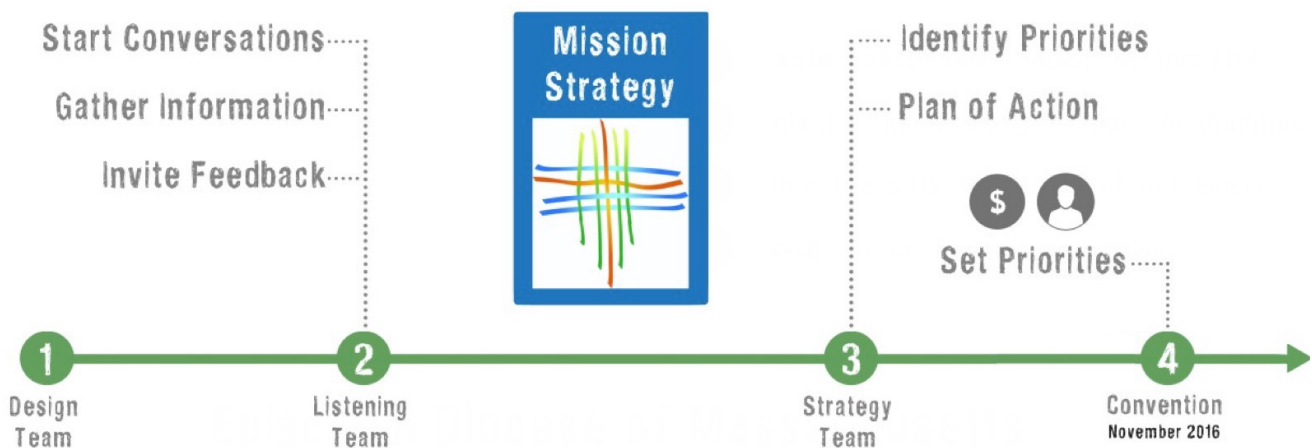 Start Conversations
Gather Information
Invite Feedback
Mission
Strategy
Identify Priorities
Plan of Action
$
Set Priorities
1
2
3
4
Design
Team
Listening
Team
Strategy
Team
Convention
November 2016